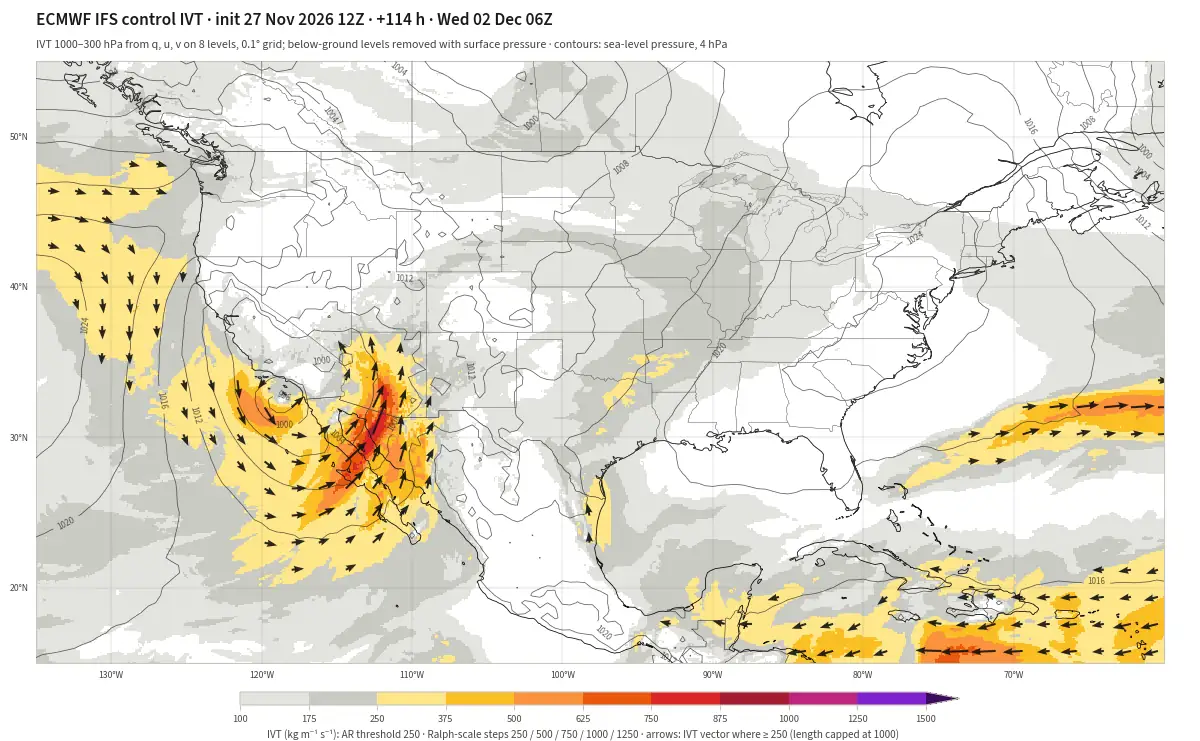 ECMWF IFS control IVT · init 27 Nov 2026 12Z · +114 h · Wed 02 Dec 06Z
IVT 1000–300 hPa from q, u, v on 8 levels, 0.1° grid; below-ground levels removed with surface pressure · contours: sea-level pressure, 4 hPa
1004
1004
1000
1008
1016
1008
1000
1004
1012
1024
1012
1024
1020
1000
1012
1016
1012
1000
1020
1016
1020
50°N
40°N
30°N
20°N
130°W
120°W
110°W
100°W
90°W
80°W
70°W
100
175
250
375
500
625
750
875
1000
1250
1500
IVT (kg m⁻¹ s⁻¹): AR threshold 250 · Ralph-scale steps 250 / 500 / 750 / 1000 / 1250 · arrows: IVT vector where ≥ 250 (length capped at 1000)